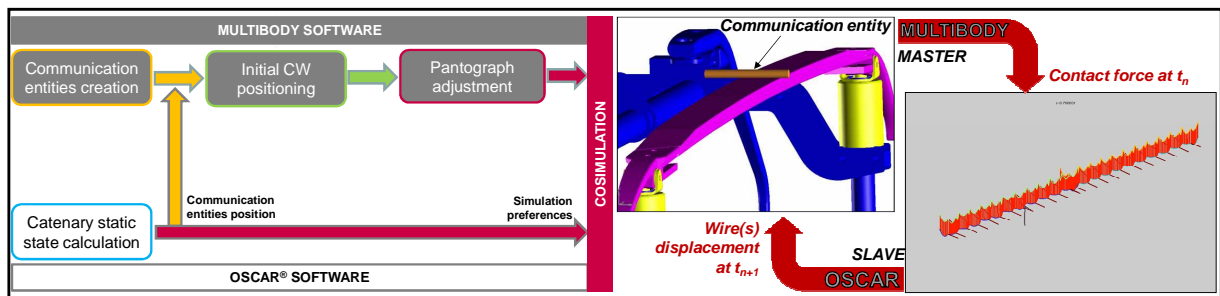 MULTIBODY SOFTWARE
Communication
entities creation
Initial CW
positioning
Pantograph
adjustment
Communication
entities position
Simulation
preferences
Catenary static
state calculation
OSCAR® SOFTWARE
COSIMULATION
Communication entity
MULTIBODY
MASTER
Contact force at tn
Wire(s)
displacement
at tn+1
SLAVE
OSCAR